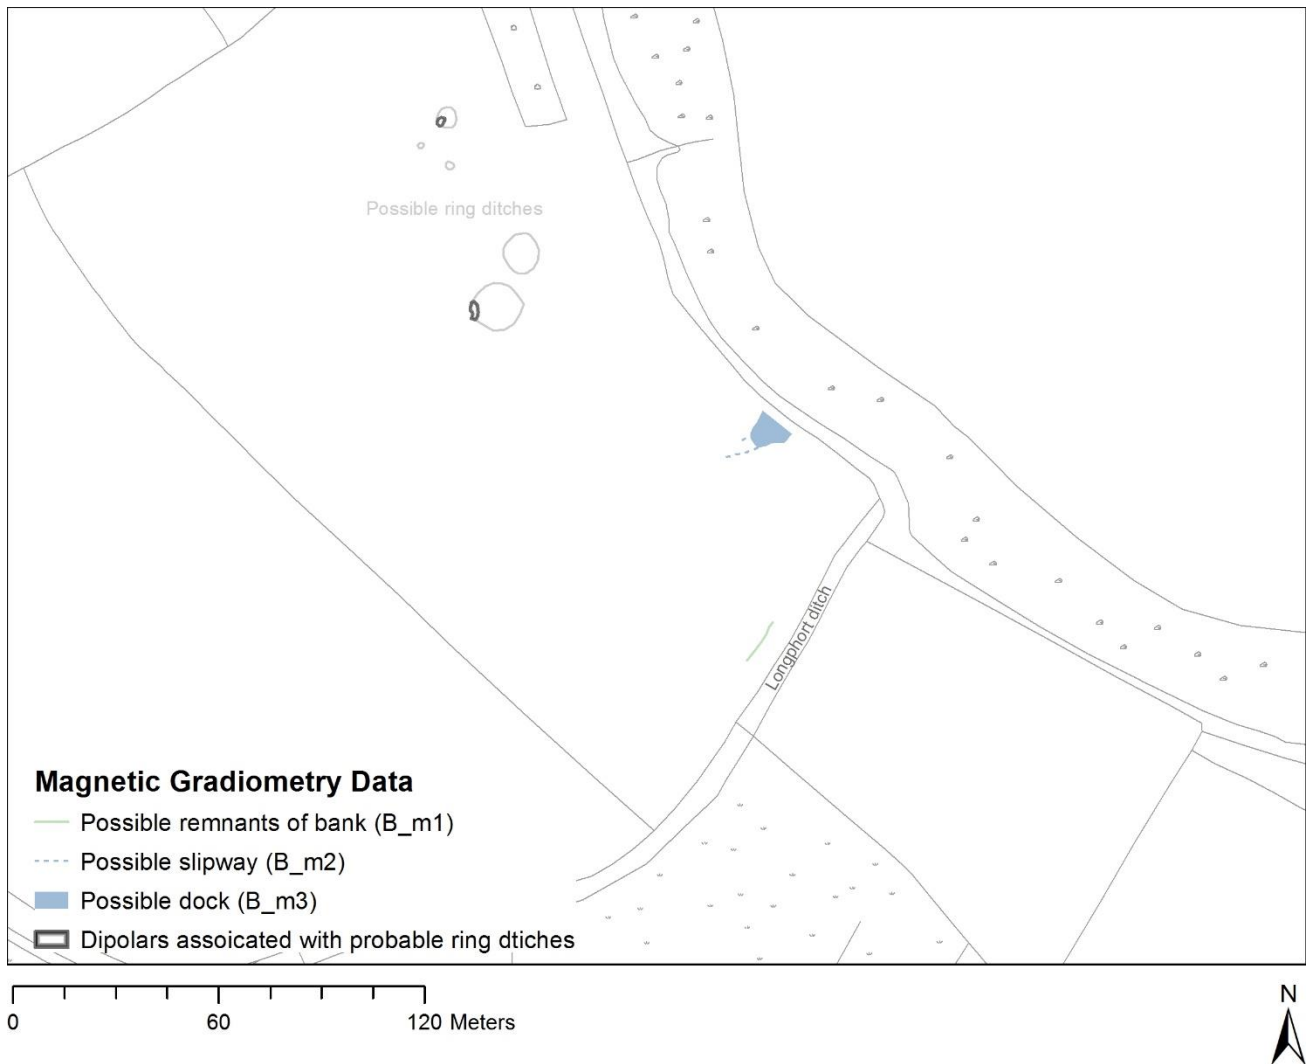 Possible ring ditches
Longphort ditch
Magnetic Gradiometry Data
Possible remnants of bank (B_m1)
Possible slipway (B_m2)
Possible dock (B_m3)
Dipolars assoicated with probable ring dtiches
0 60 120 Meters
N